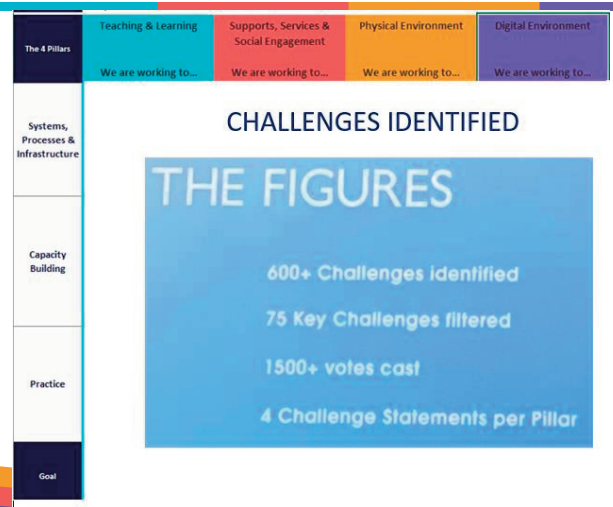 The 4 Pillars
Teaching & Learning
We are working to...
Supports, Services &
Social Engagement
We are working to...
Physical Environment
We are working to...
Digital Environment
We are working to...
Systems,
Processes &
Infrastructure
Capacity
Building
Practice
Goal
CHALLENGES IDENTIFIED
THE FIGURES
600+ Challenges identified
75 Key Challenges filtered
1500+ votes cast
4 Challenge Statements per Pillar